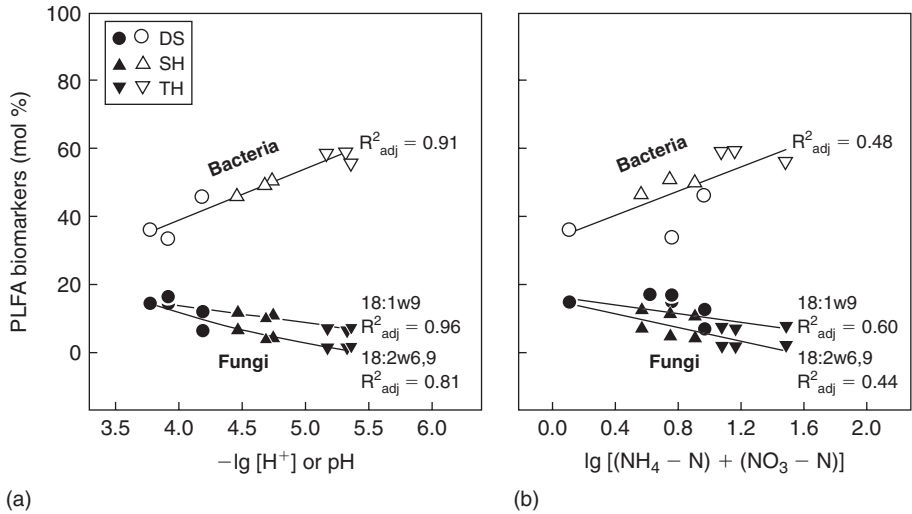 100
80
60
40
20
0
PLFA biomarkers (mol %)
DS
SH
TH
Bacteria
R²adj = 0.91
18:1w9
R²adj = 0.96
18:2w6,9
R²adj = 0.81
Fungi
3.5 4.0 4.5 5.0 5.5 6.0
−lg [H⁺] or pH
(a)
Bacteria
R²adj = 0.48
18:1w9
R²adj = 0.60
18:2w6,9
R²adj = 0.44
Fungi
0.0 0.4 0.8 1.2 1.6 2.0
lg [(NH₄ − N) + (NO₃ − N)]
(b)